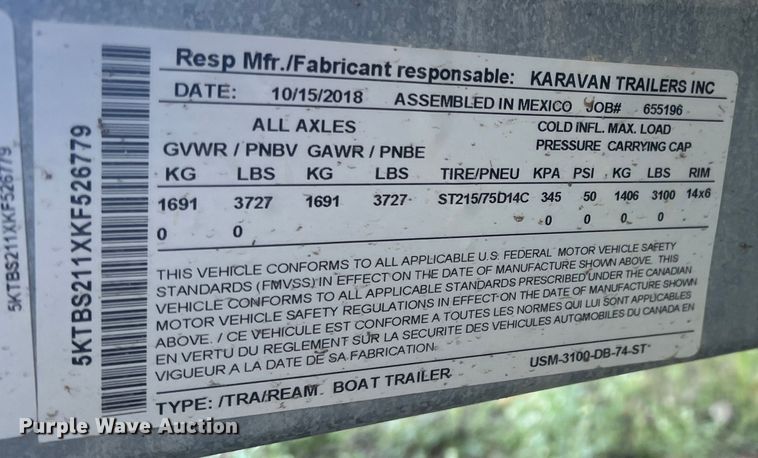 5KTBS211XKF526779
5KTBS211XKF526779
Resp Mfr./Fabricant responsable: KARAVAN TRAILERS INC
DATE: 10/15/2018 ASSEMBLED IN MEXICO JOB# 655196
ALL AXLES COLD INFL. MAX. LOAD
GVWR / PNBV GAWR / PNBE PRESSURE CARRYING CAP
KG LBS KG LBS TIRE/PNEU KPA PSI KG LBS RIM
1691 3727 1691 3727 ST215/75D14C 345 50 1406 3100 14x6
0 0 0 0 0 0
THIS VEHICLE CONFORMS TO ALL APPLICABLE U.S. FEDERAL MOTOR VEHICLE SAFETY
STANDARDS (FMVSS) IN EFFECT ON THE DATE OF MANUFACTURE SHOWN ABOVE. THIS
VEHICLE CONFORMS TO ALL APPLICABLE STANDARDS PRESCRIBED UNDER THE CANADIAN
MOTOR VEHICLE SAFETY REGULATIONS IN EFFECT ON THE DATE OF MANUFACTURE SHOWN
ABOVE. / CE VEHICULE EST CONFORME A TOUTES LES NORMES QUI LUI SONT APPLICABLES
EN VERTU DU REGLEMENT SUR LA SECURITE DES VEHICULES AUTOMOBILES DU CANADA EN
VIGUEUR A LA DATE DE SA FABRICATION.
USM-3100-DB-74-ST
TYPE: /TRA/REAM. BOAT TRAILER
Purple Wave Auction